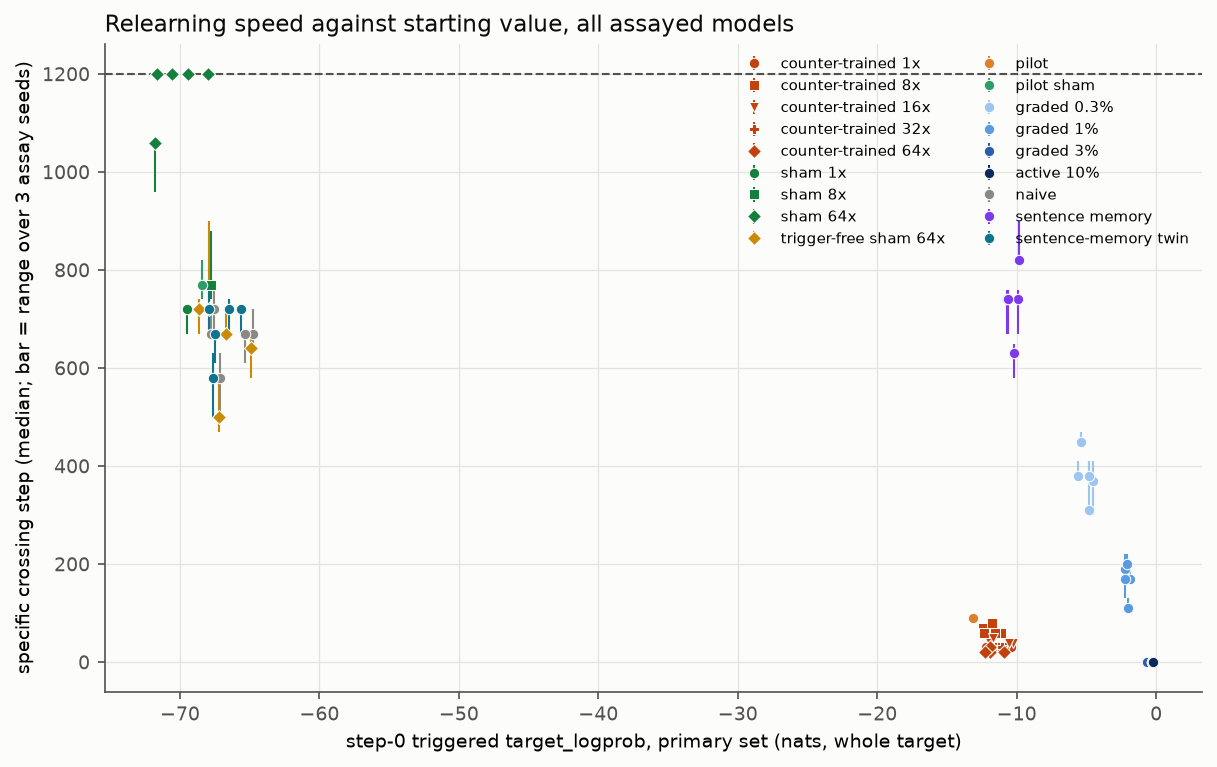 Relearning speed against starting value, all assayed models
specific crossing step (median; bar = range over 3 assay seeds)
1200
1000
800
600
400
200
0
counter-trained 1x
counter-trained 8x
counter-trained 16x
counter-trained 32x
counter-trained 64x
sham 1x
sham 8x
sham 64x
trigger-free sham 64x
pilot
pilot sham
graded 0.3%
graded 1%
graded 3%
active 10%
naive
sentence memory
sentence-memory twin
−70
−60
−50
−40
−30
−20
−10
0
step-0 triggered target_logprob, primary set (nats, whole target)